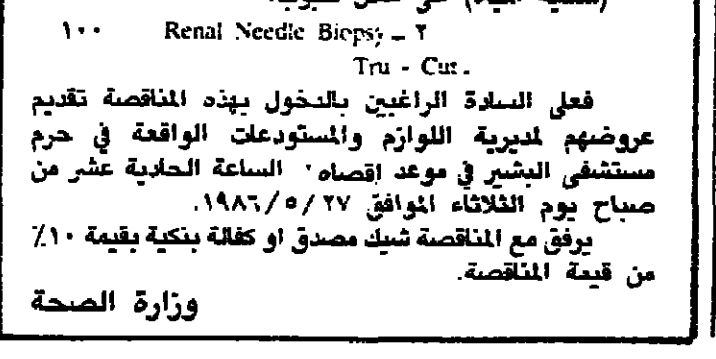 ٢ – Renal Needle Biopsy ١٠٠
Tru - Cut.
فعلى السادة الراغبين بالدخول بهذه المناقصة تقديم
عروضهم لمديرية اللوازم والمستودعات الواقعة في حرم
مستشفى البشير في موعد اقصاه الساعة الحادية عشر من
صباح يوم الثلاثاء الموافق ١٩٨٦/٥/٢٧.
يرفق مع المناقصة شيك مصدق او كفالة بنكية بقيمة ١٠٪
من قيمة المناقصة.
وزارة الصحة